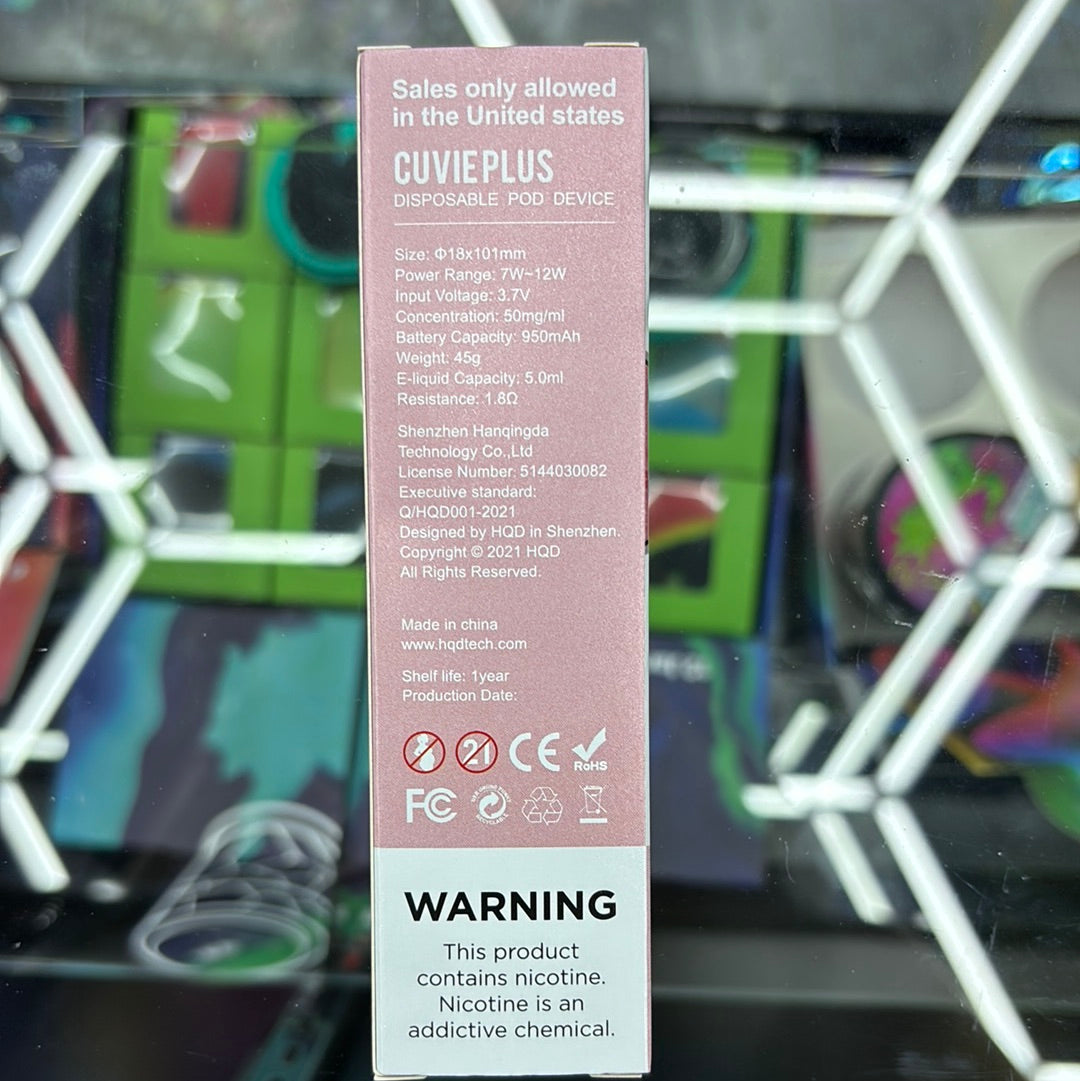 Sales only allowed
in the United states
CUVIE PLUS
DISPOSABLE POD DEVICE
Size: Φ18x101mm
Power Range: 7W~12W
Input Voltage: 3.7V
Concentration: 50mg/ml
Battery Capacity: 950mAh
Weight: 45g
E-liquid Capacity: 5.0ml
Resistance: 1.8Ω
Shenzhen Hanqingda
Technology Co.,Ltd
License Number: 5144030082
Executive standard:
Q/HQD001-2021
Designed by HQD in Shenzhen.
Copyright © 2021 HQD
All Rights Reserved.
Made in china
www.hqdtech.com
Shelf life: 1year
Production Date:
21 CE RoHS
FC RECYCLABLE
WARNING
This product
contains nicotine.
Nicotine is an
addictive chemical.